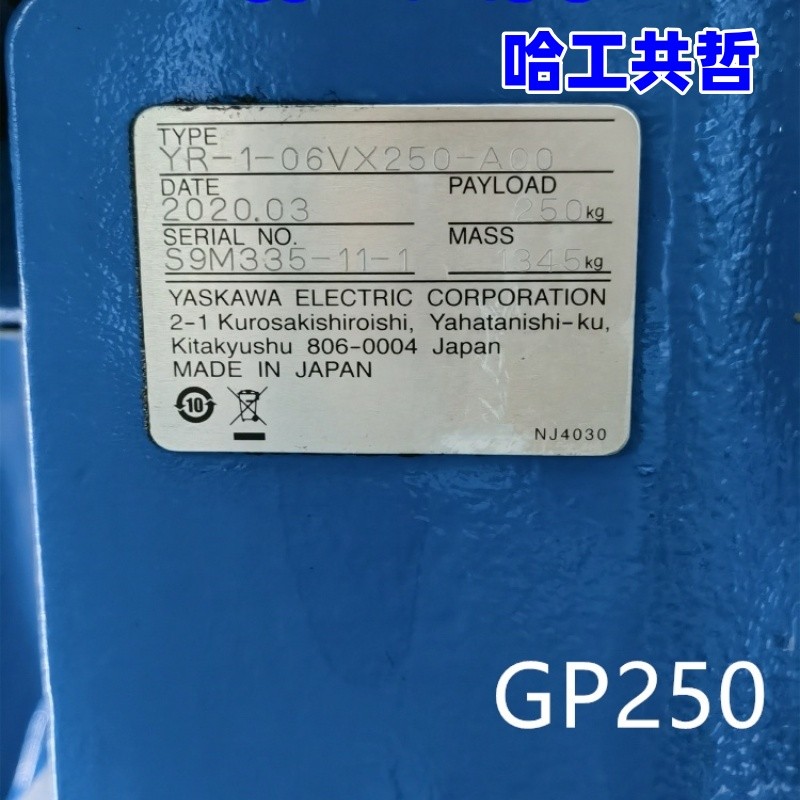 哈工共哲
TYPE
YR-1-06VX250-A00
DATE PAYLOAD
2020.03 250kg
SERIAL NO. MASS
S9M335-11-1 1345kg
YASKAWA ELECTRIC CORPORATION
2-1 Kurosakishiroishi, Yahatanishi-ku,
Kitakyushu 806-0004 Japan
MADE IN JAPAN
10
NJ4030
GP250